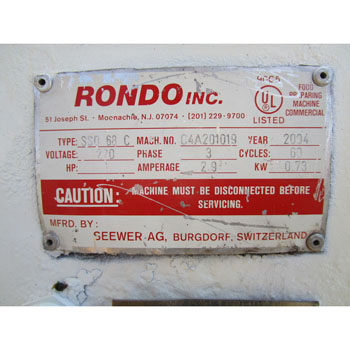 RONDO INC.
51 Joseph St. - Moonachie, N.J. 07074 - (201) 229-9700
UL
LISTED
FOOD
PREPARING
MACHINE
COMMERCIAL
TYPE SSO 68 C MACH. NO. C4A201019 YEAR 2004
VOLTAGE: 220 PHASE 3 CYCLES: 60
HP: AMPERAGE 2.9 KW 0.73
CAUTION: MACHINE MUST BE DISCONNECTED BEFORE
SERVICING.
MFRD. BY:
SEEWER AG, BURGDORF, SWITZERLAND